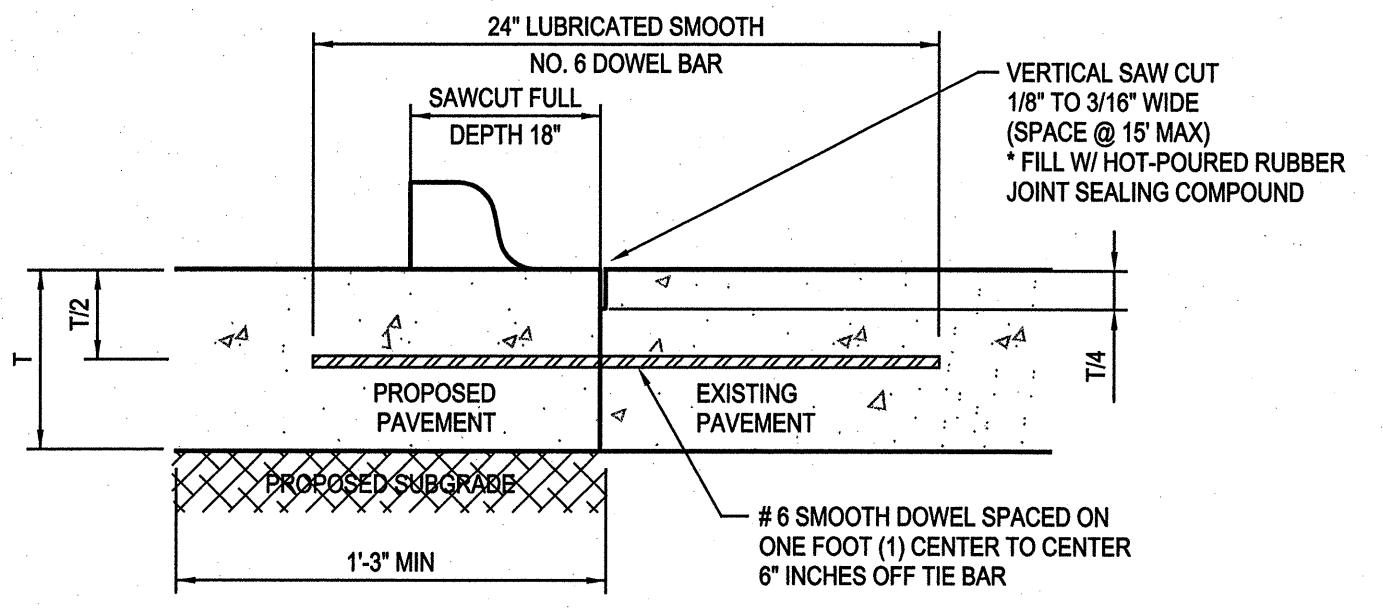 24" LUBRICATED SMOOTH
NO. 6 DOWEL BAR
SAWCUT FULL
DEPTH 18"
VERTICAL SAW CUT
1/8" TO 3/16" WIDE
(SPACE @ 15' MAX)
* FILL W/ HOT-POURED RUBBER
JOINT SEALING COMPOUND
T/2
T
T/4
PROPOSED
PAVEMENT
EXISTING
PAVEMENT
PROPOSED SUBGRADE
1'-3" MIN
# 6 SMOOTH DOWEL SPACED ON
ONE FOOT (1) CENTER TO CENTER
6" INCHES OFF TIE BAR